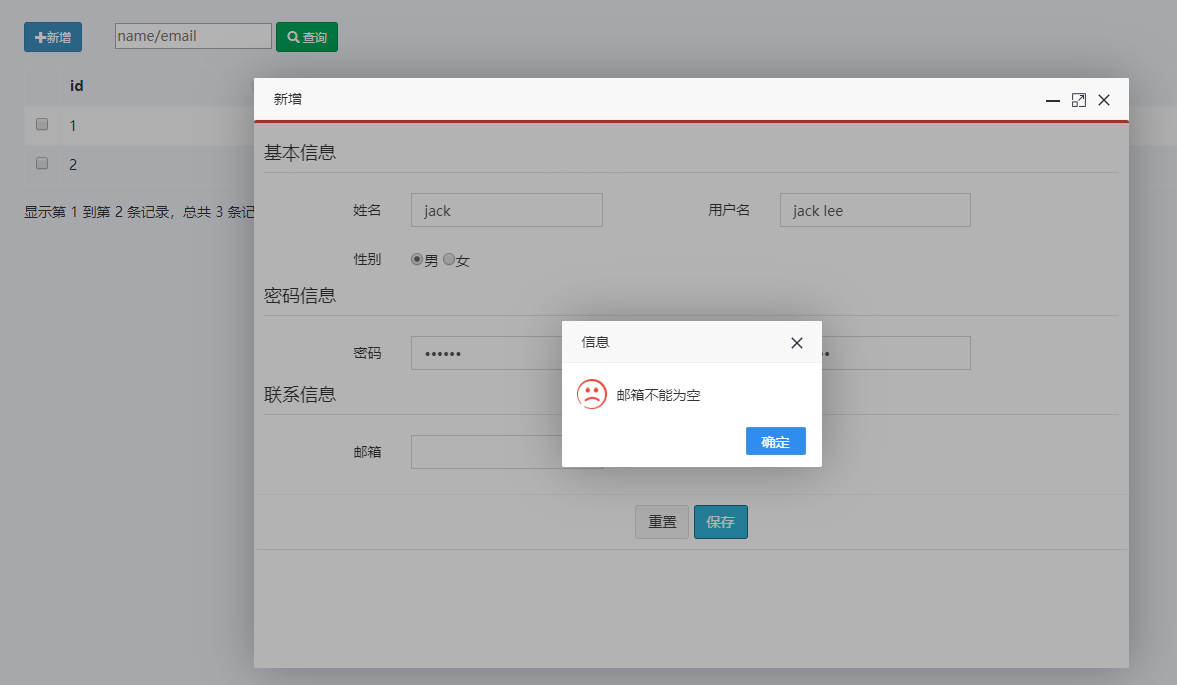 新增
name/email
查询
id
1
2
显示第 1 到第 2 条记录，总共 3 条记
新增
基本信息
姓名
jack
用户名
jack lee
性别
男
女
密码信息
密码
••••••
联系信息
邮箱
重置
保存
信息
邮箱不能为空
确定